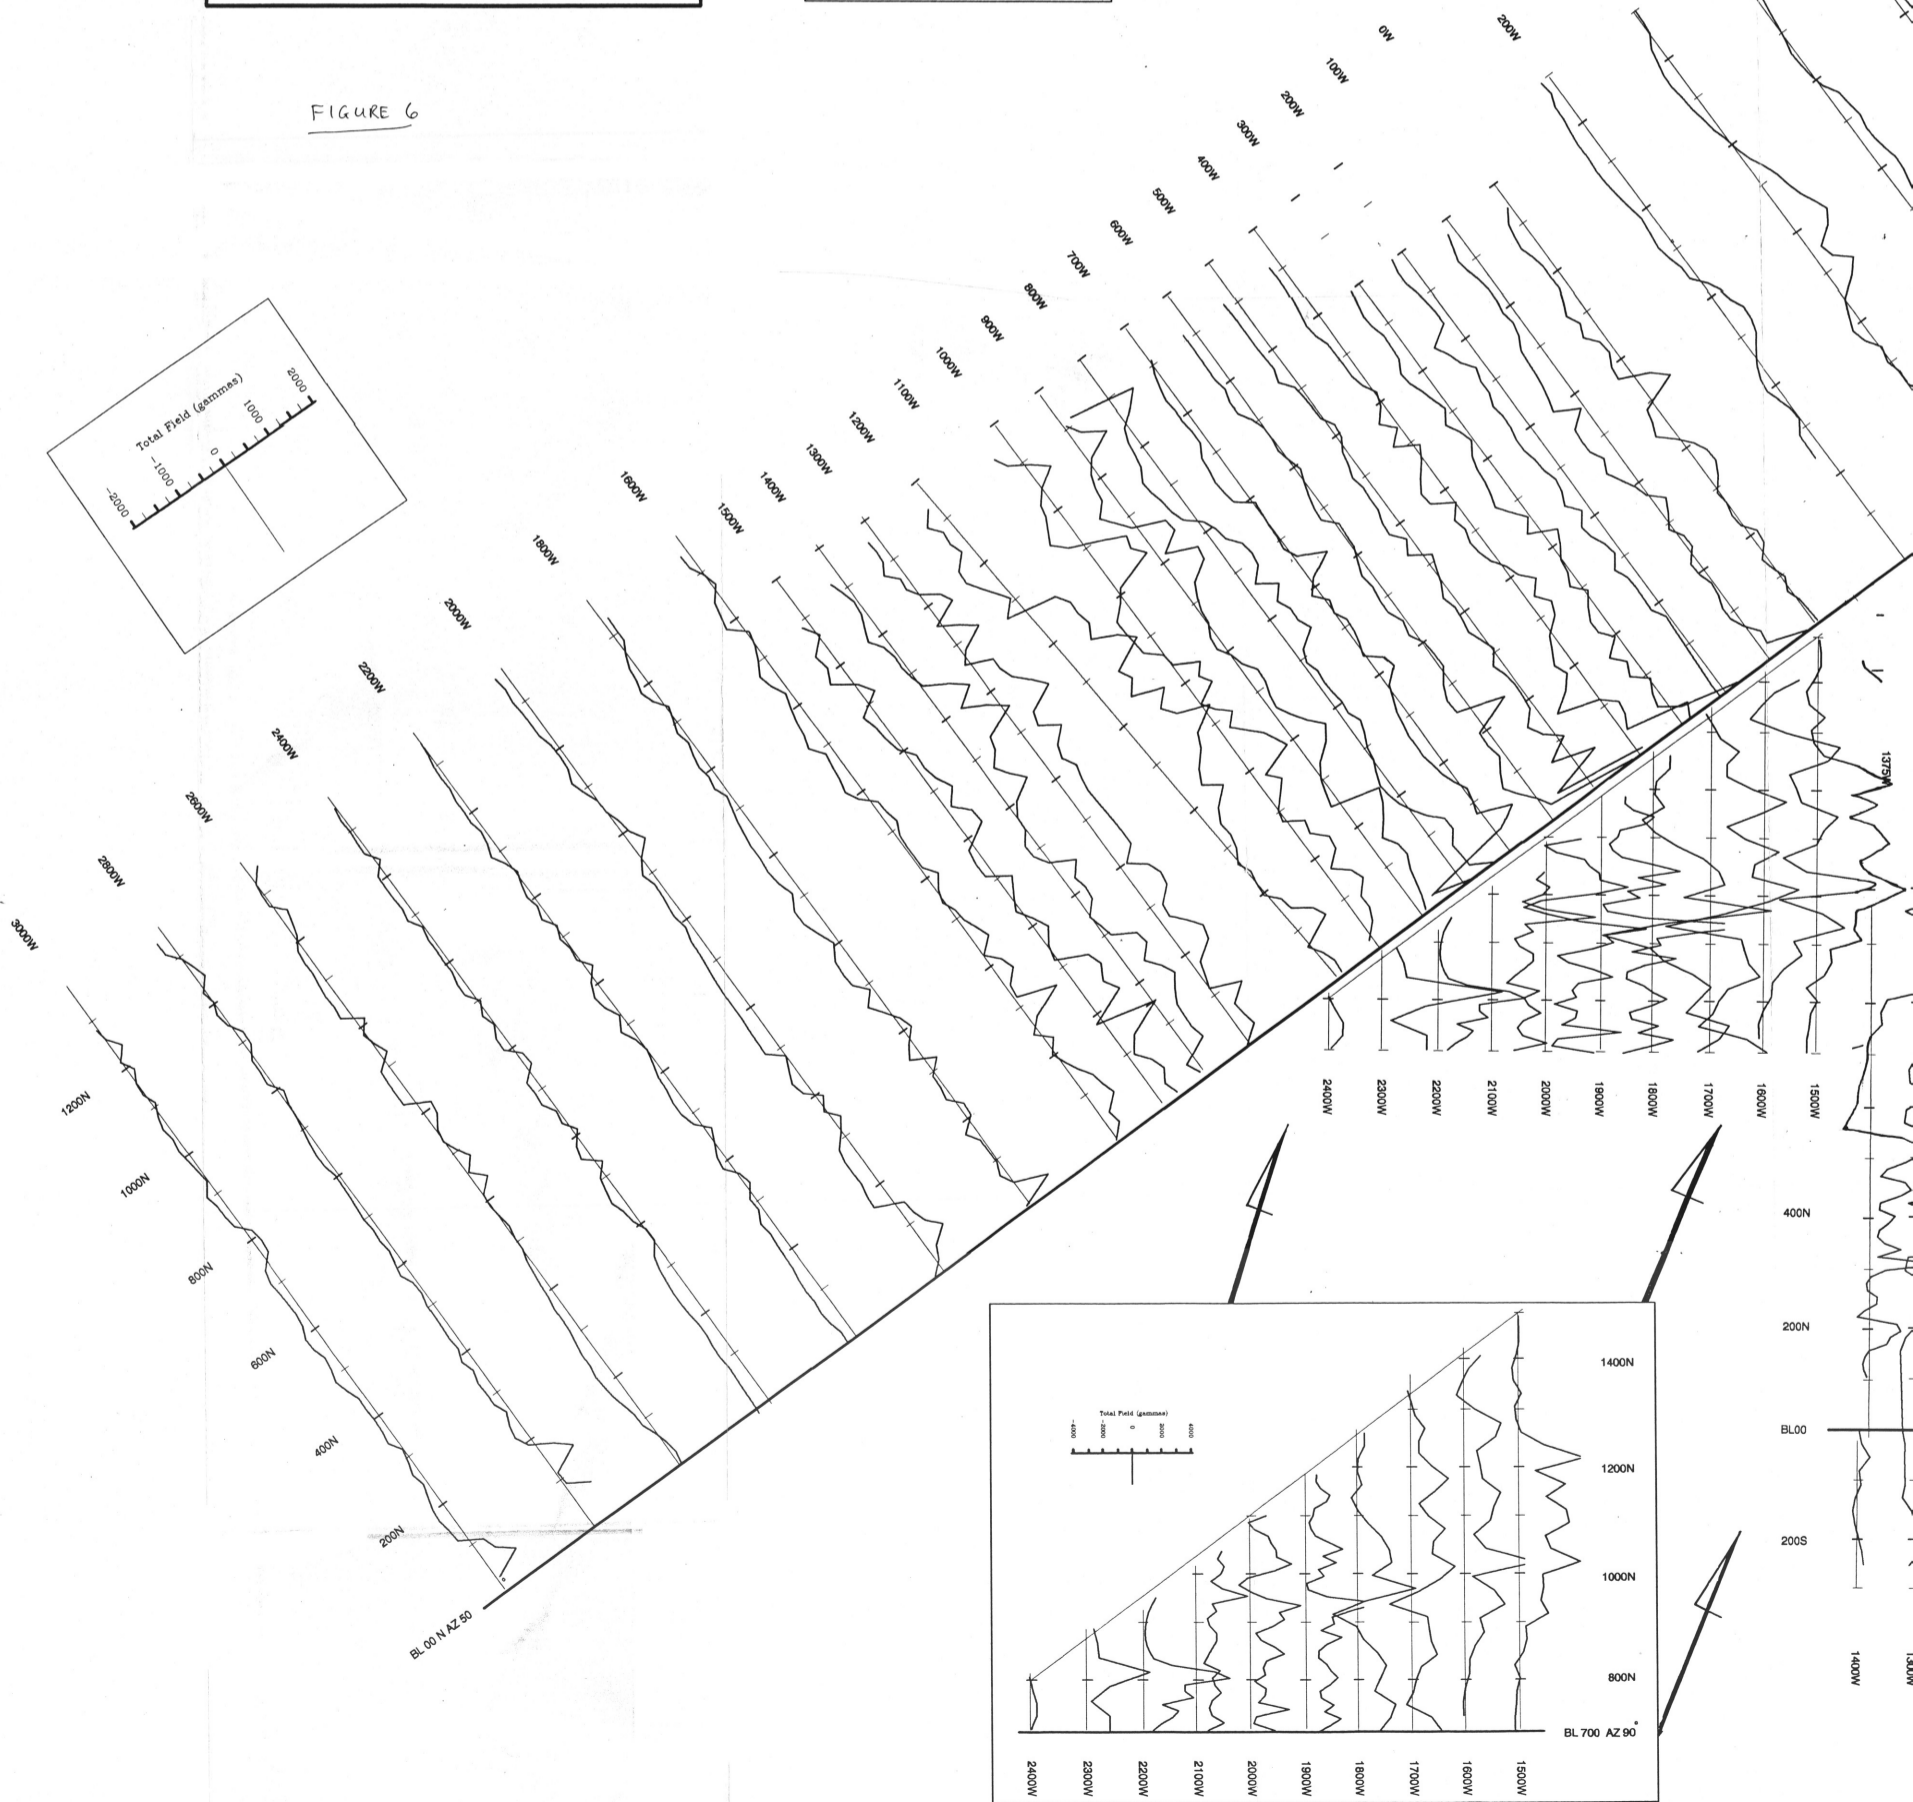 FIGURE 6
0W
200W
100W
200W
300W
400W
500W
600W
700W
800W
900W
1000W
1100W
1200W
1300W
1400W
1500W
1600W
1800W
2000W
2200W
2400W
2600W
2800W
3000W
Total Field (gammas)
-2000
-1000
0
1000
2000
1200N
1000N
800N
600N
400N
200N
BL 00 N AZ 50°
1375W
2400W
2300W
2200W
2100W
2000W
1900W
1800W
1700W
1600W
1500W
400N
200N
BL00
200S
1400W
1300W
Total Field (gammas)
-4000
-2000
0
2000
4000
1400N
1200N
1000N
800N
BL 700 AZ 90°
2400W
2300W
2200W
2100W
2000W
1900W
1800W
1700W
1600W
1500W